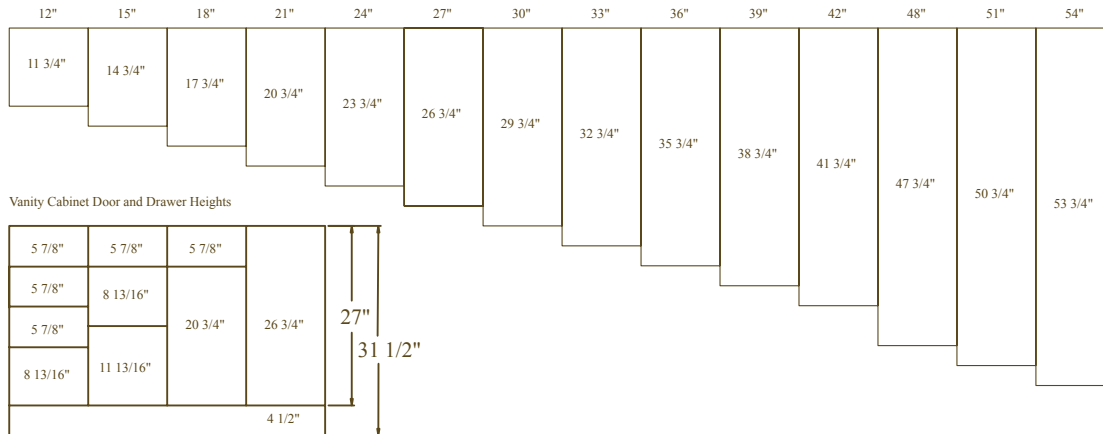 12" 15" 18" 21" 24" 27" 30" 33" 36" 39" 42" 48" 51" 54"
11 3/4" 14 3/4" 17 3/4" 20 3/4" 23 3/4" 26 3/4" 29 3/4" 32 3/4" 35 3/4" 38 3/4" 41 3/4" 47 3/4" 50 3/4" 53 3/4"
Vanity Cabinet Door and Drawer Heights
5 7/8" 5 7/8" 5 7/8"
5 7/8" 8 13/16"
5 7/8" 20 3/4" 26 3/4" 27"
31 1/2"
8 13/16" 11 13/16"
4 1/2"